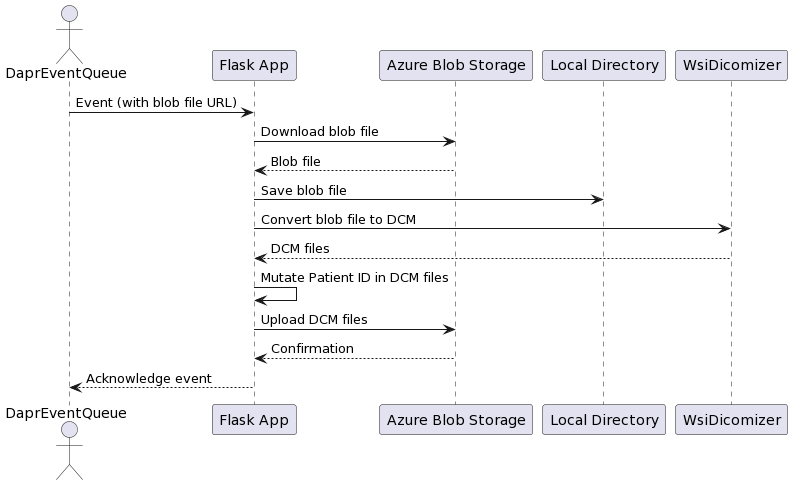 DaprEventQueue
Flask App
Azure Blob Storage
Local Directory
WsiDicomizer
Event (with blob file URL)
Download blob file
Blob file
Save blob file
Convert blob file to DCM
DCM files
Mutate Patient ID in DCM files
Upload DCM files
Confirmation
Acknowledge event
DaprEventQueue
Flask App
Azure Blob Storage
Local Directory
WsiDicomizer